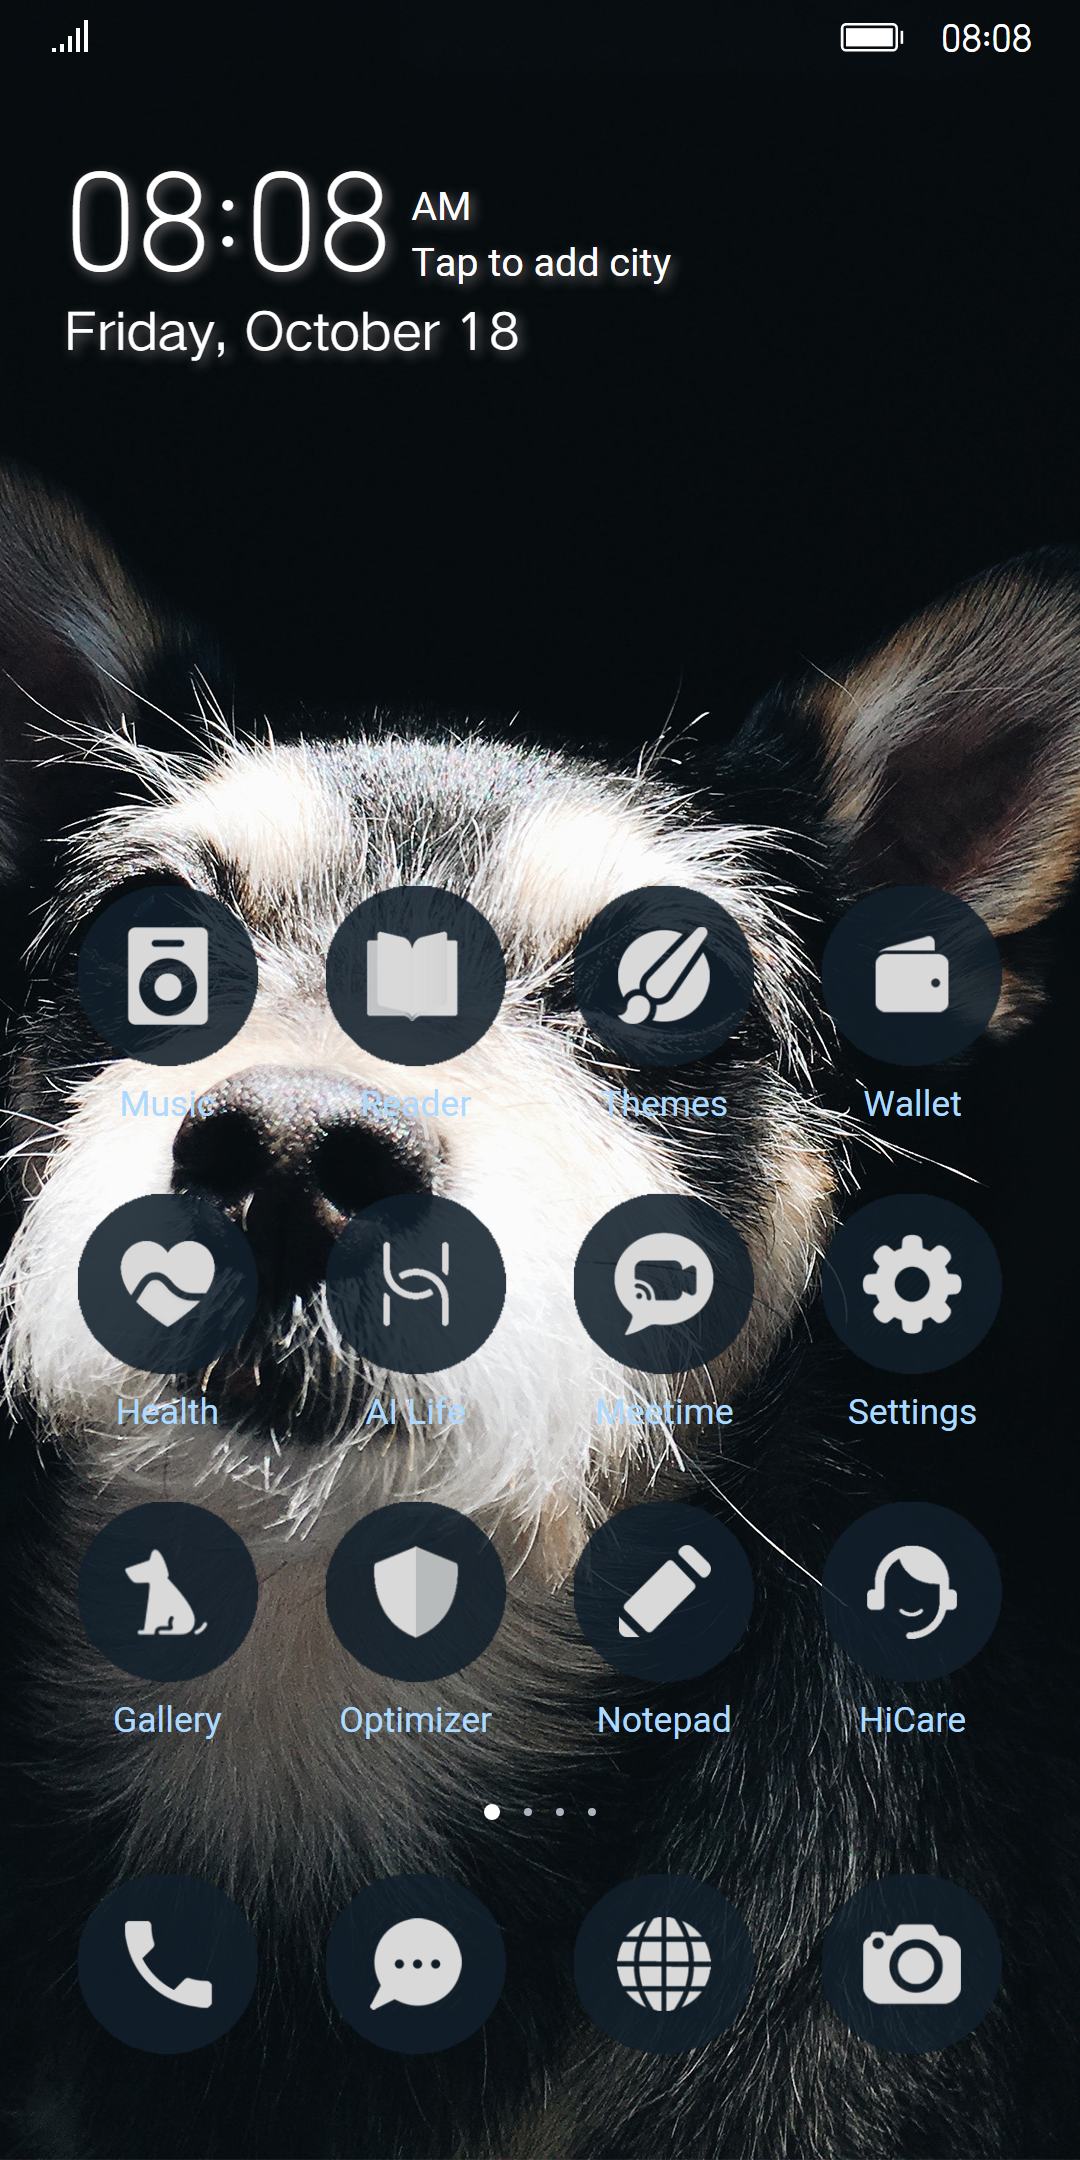 08:08
08:08
AM
Tap to add city
Friday, October 18
Music Reader Themes Wallet
Health AI Life Meetime Settings
Gallery Optimizer Notepad HiCare